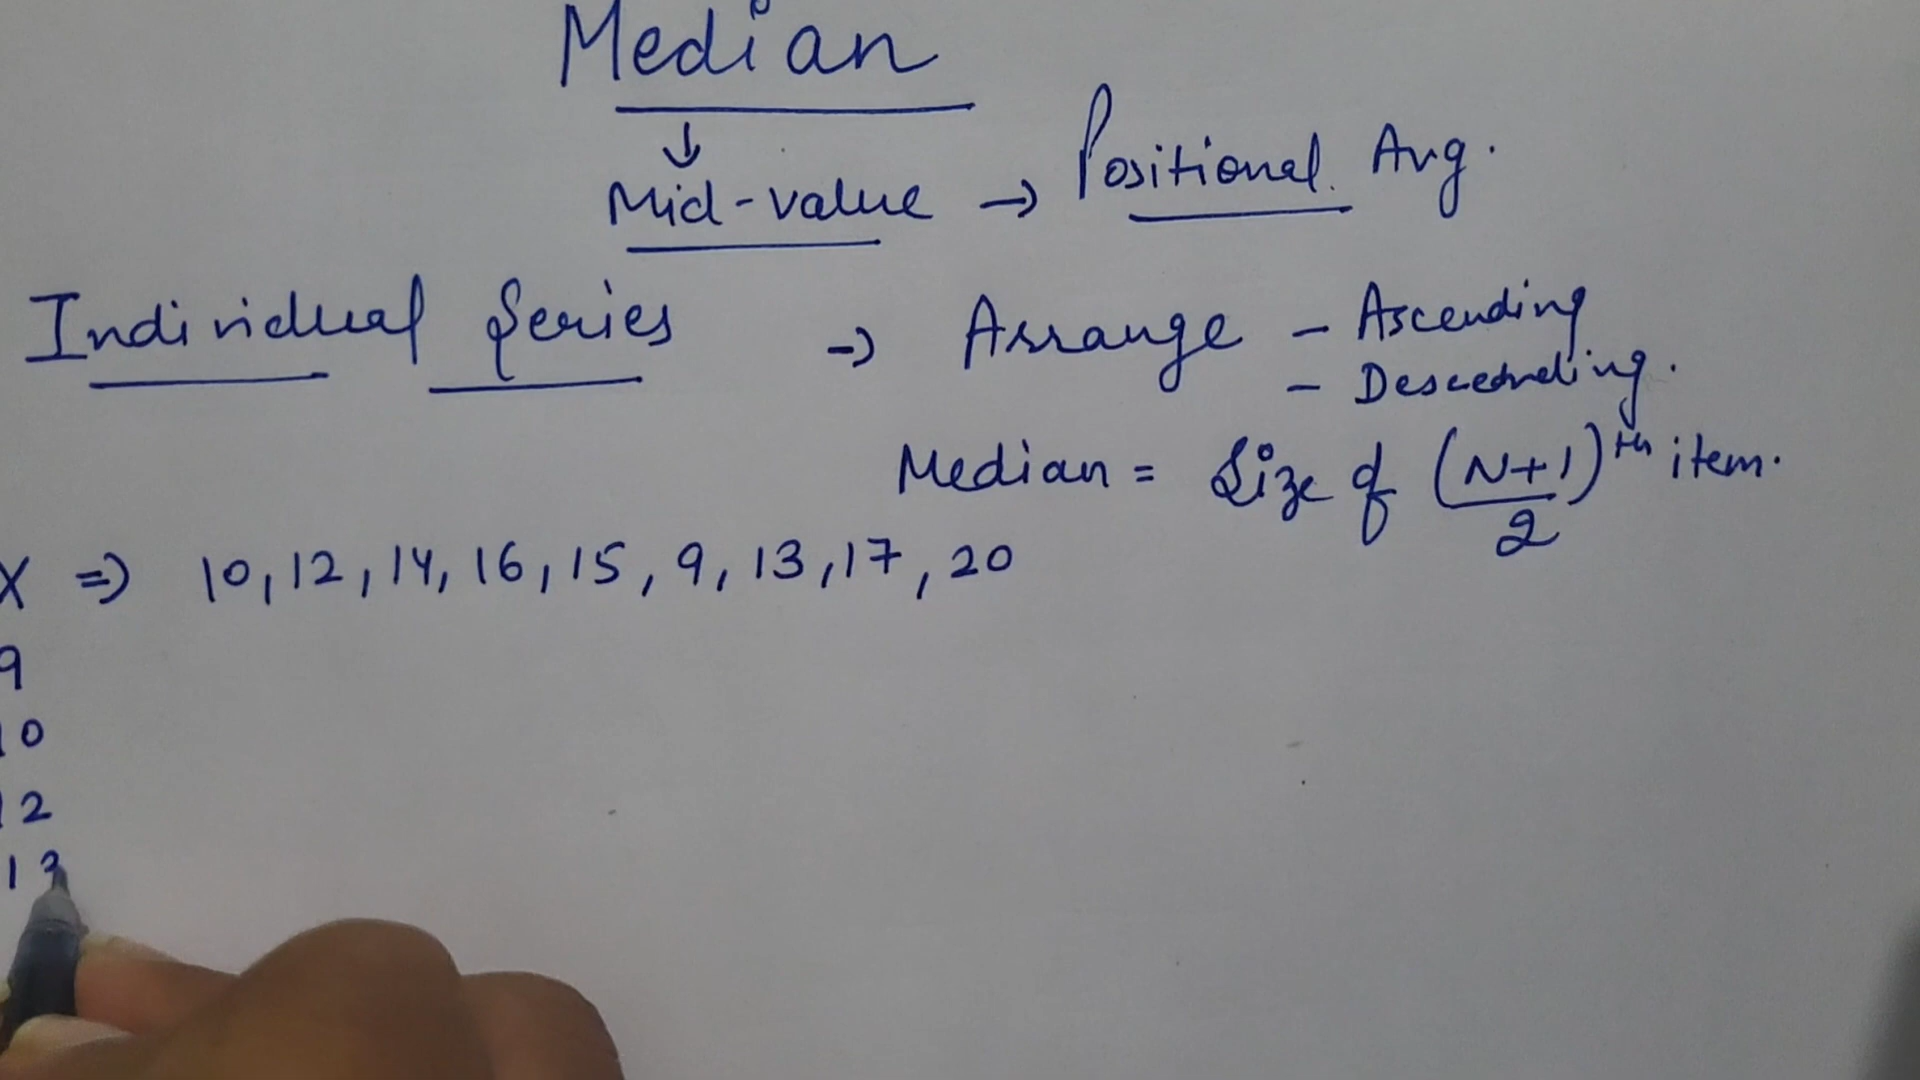 Median
↓
Mid-value → Positional Avg.
Individual Series → Arrange - Ascending
- Descending.
Median = Size of (N+1/2)th item.
X ⇒ 10, 12, 14, 16, 15, 9, 13, 17, 20
9
10
12
13